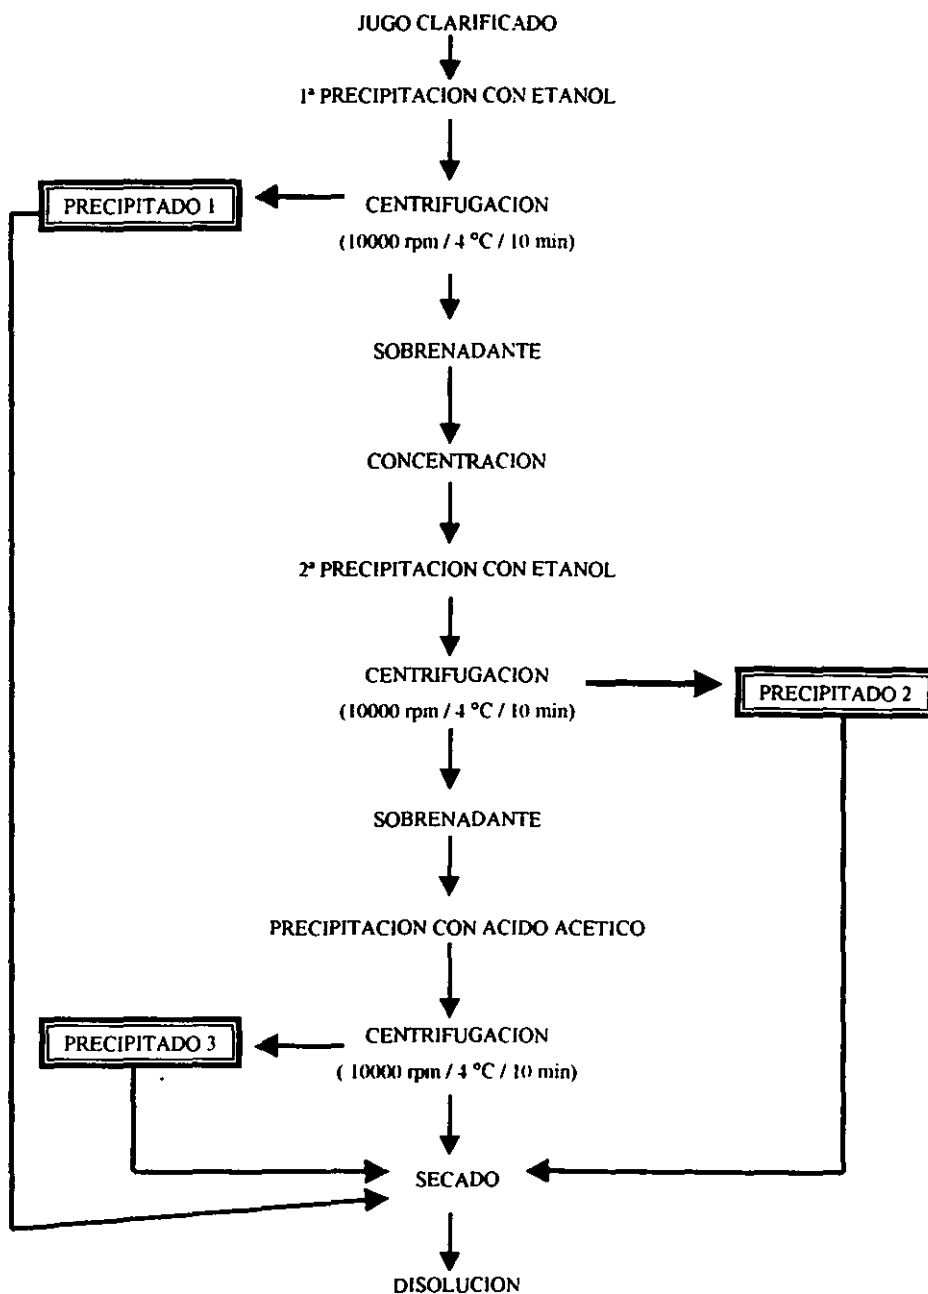 JUGO CLARIFICADO
1ª PRECIPITACION CON ETANOL
PRECIPITADO 1
CENTRIFUGACION
(10000 rpm / 4 °C / 10 min)
SOBRENADANTE
CONCENTRACION
2ª PRECIPITACION CON ETANOL
CENTRIFUGACION
(10000 rpm / 4 °C / 10 min)
PRECIPITADO 2
SOBRENADANTE
PRECIPITACION CON ACIDO ACETICO
PRECIPITADO 3
CENTRIFUGACION
( 10000 rpm / 4 °C / 10 min)
SECADO
DISOLUCION